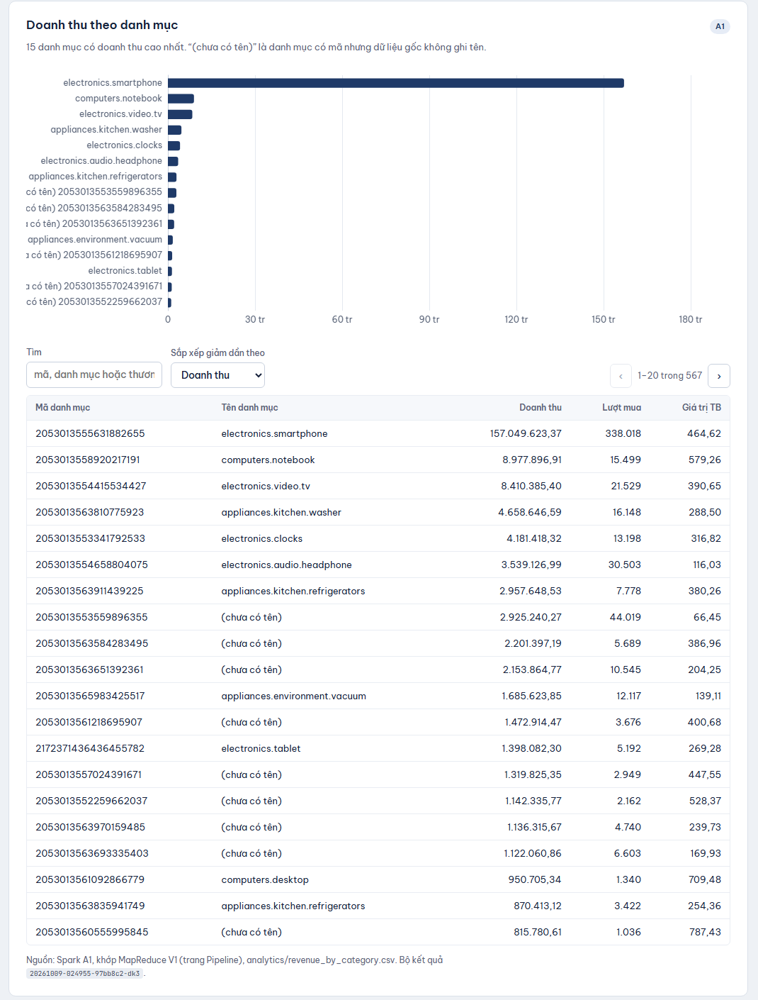 Doanh thu theo danh mục
A1
15 danh mục có doanh thu cao nhất. “(chưa có tên)” là danh mục có mã nhưng dữ liệu gốc không ghi tên.
electronics.smartphone
computers.notebook
electronics.video.tv
appliances.kitchen.washer
electronics.clocks
electronics.audio.headphone
appliances.kitchen.refrigerators
có tên) 2053013553559896355
có tên) 2053013563584283495
có tên) 2053013563651392361
appliances.environment.vacuum
a có tên) 2053013561218695907
electronics.tablet
a có tên) 2053013557024391671
có tên) 2053013552259662037
0 30 tr 60 tr 90 tr 120 tr 150 tr 180 tr
Tìm
Sắp xếp giảm dần theo
mã, danh mục hoặc thươn
Doanh thu
‹ 1–20 trong 567 ›
Mã danh mục Tên danh mục Doanh thu Lượt mua Giá trị TB
2053013555631882655 electronics.smartphone 157.049.623,37 338.018 464,62
2053013558920217191 computers.notebook 8.977.896,91 15.499 579,26
2053013554415534427 electronics.video.tv 8.410.385,40 21.529 390,65
2053013563810775923 appliances.kitchen.washer 4.658.646,59 16.148 288,50
2053013553341792533 electronics.clocks 4.181.418,32 13.198 316,82
2053013554658804075 electronics.audio.headphone 3.539.126,99 30.503 116,03
2053013563911439225 appliances.kitchen.refrigerators 2.957.648,53 7.778 380,26
2053013553559896355 (chưa có tên) 2.925.240,27 44.019 66,45
2053013563584283495 (chưa có tên) 2.201.397,19 5.689 386,96
2053013563651392361 (chưa có tên) 2.153.864,77 10.545 204,25
2053013565983425517 appliances.environment.vacuum 1.685.623,85 12.117 139,11
2053013561218695907 (chưa có tên) 1.472.914,47 3.676 400,68
2172371436436455782 electronics.tablet 1.398.082,30 5.192 269,28
2053013557024391671 (chưa có tên) 1.319.825,35 2.949 447,55
2053013552259662037 (chưa có tên) 1.142.335,77 2.162 528,37
2053013563970159485 (chưa có tên) 1.136.315,67 4.740 239,73
2053013563693335403 (chưa có tên) 1.122.060,86 6.603 169,93
2053013561092866779 computers.desktop 950.705,34 1.340 709,48
2053013563835941749 appliances.kitchen.refrigerators 870.413,12 3.422 254,36
2053013560555995845 (chưa có tên) 815.780,61 1.036 787,43
Nguồn: Spark A1, khớp MapReduce V1 (trang Pipeline), analytics/revenue_by_category.csv. Bộ kết quả
20261009-024955-97bb8c2-dk3.